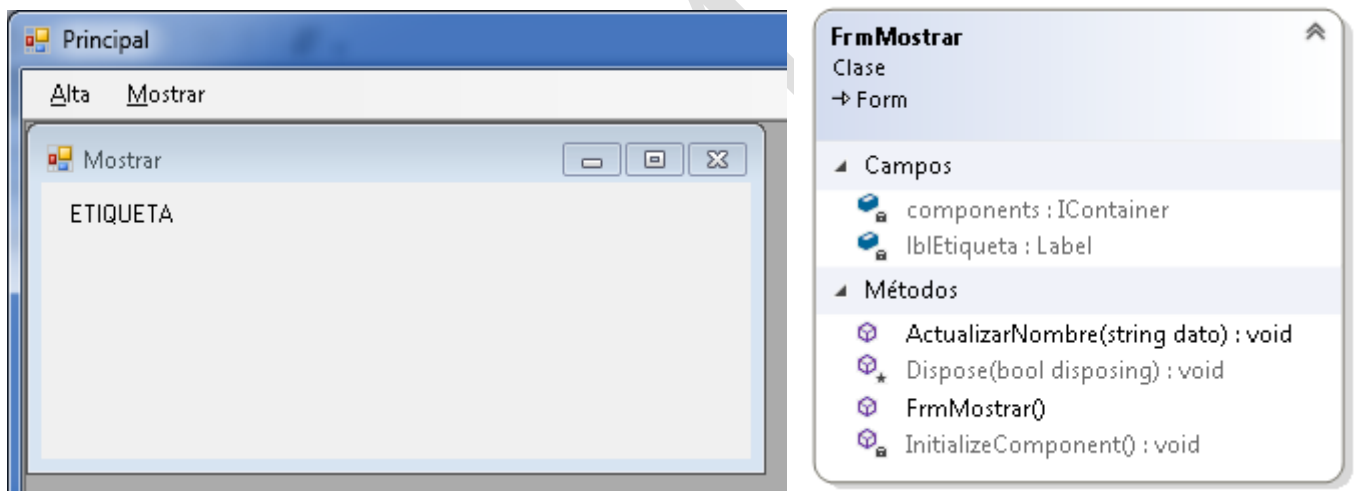 Principal
Alta Mostrar
Mostrar
ETIQUETA
FrmMostrar
Clase
Form
Campos
components : IContainer
lblEtiqueta : Label
Métodos
ActualizarNombre(string dato) : void
Dispose(bool disposing) : void
FrmMostrar()
InitializeComponent() : void